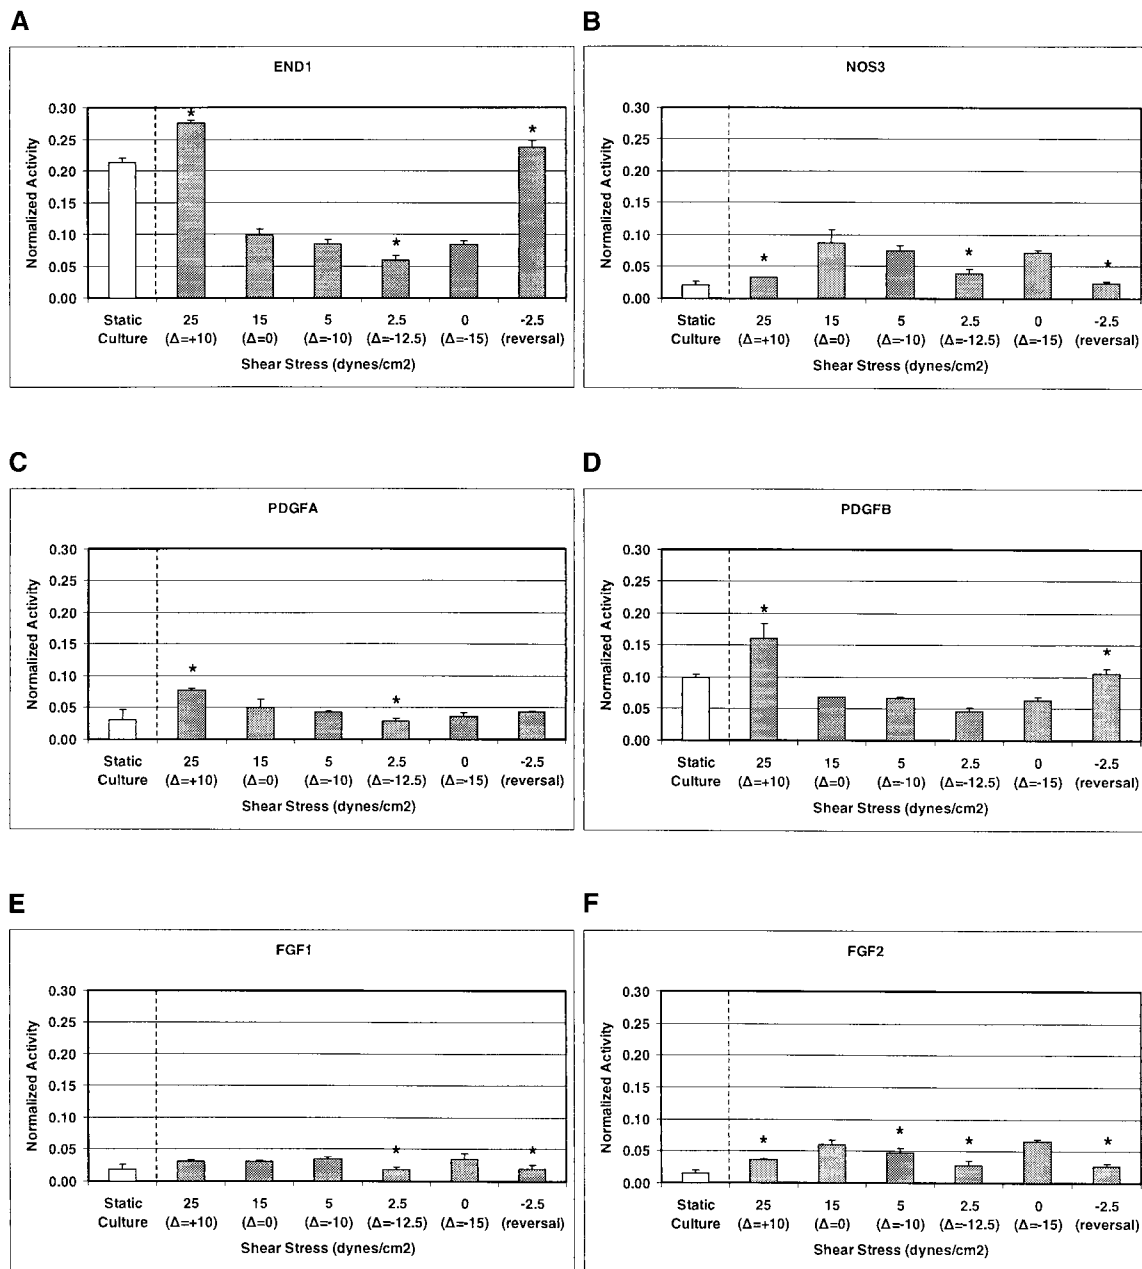 A
END1
Normalized Activity
0.30
0.25
0.20
0.15
0.10
0.05
0.00
*
*
*
Static 25 15 5 2.5 0 -2.5
Culture (Δ=+10) (Δ=0) (Δ=-10) (Δ=-12.5) (Δ=-15) (reversal)
Shear Stress (dynes/cm2)
B
NOS3
Normalized Activity
0.30
0.25
0.20
0.15
0.10
0.05
0.00
*
*
*
Static 25 15 5 2.5 0 -2.5
Culture (Δ=+10) (Δ=0) (Δ=-10) (Δ=-12.5) (Δ=-15) (reversal)
Shear Stress (dynes/cm2)
C
PDGFA
Normalized Activity
0.30
0.25
0.20
0.15
0.10
0.05
0.00
*
*
Static 25 15 5 2.5 0 -2.5
Culture (Δ=+10) (Δ=0) (Δ=-10) (Δ=-12.5) (Δ=-15) (reversal)
Shear Stress (dynes/cm2)
D
PDGFB
Normalized Activity
0.30
0.25
0.20
0.15
0.10
0.05
0.00
*
*
Static 25 15 5 2.5 0 -2.5
Culture (Δ=+10) (Δ=0) (Δ=-10) (Δ=-12.5) (Δ=-15) (reversal)
Shear Stress (dynes/cm2)
E
FGF1
Normalized Activity
0.30
0.25
0.20
0.15
0.10
0.05
0.00
*
*
Static 25 15 5 2.5 0 -2.5
Culture (Δ=+10) (Δ=0) (Δ=-10) (Δ=-12.5) (Δ=-15) (reversal)
Shear Stress (dynes/cm2)
F
FGF2
Normalized Activity
0.30
0.25
0.20
0.15
0.10
0.05
0.00
*
*
*
*
Static 25 15 5 2.5 0 -2.5
Culture (Δ=+10) (Δ=0) (Δ=-10) (Δ=-12.5) (Δ=-15) (reversal)
Shear Stress (dynes/cm2)